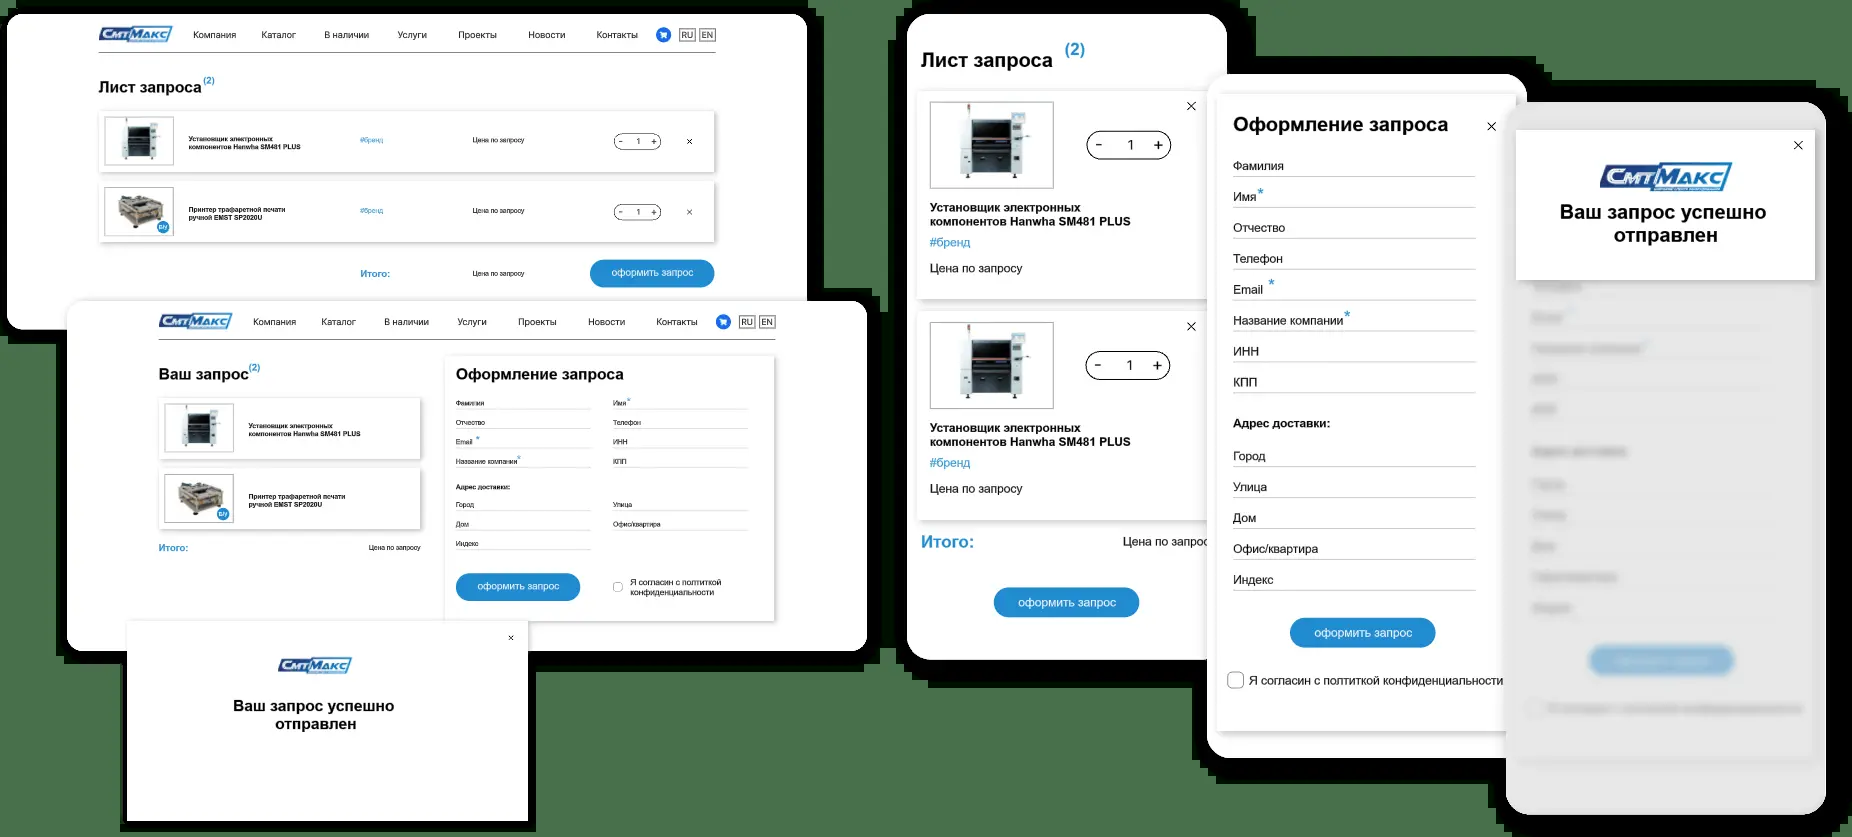 СМТМАКС
Компания
Каталог
В наличии
Услуги
Проекты
Новости
Контакты
RU
EN
Лист запроса (2)
Установщик электронных
компонентов Hanwha SM481 PLUS
#бренд
Цена по запросу
- 1 +
×
Принтер трафаретной печати
ручной EMST SP2020U
#бренд
Цена по запросу
- 1 +
×
Б/у
Итого:
Цена по запросу
оформить запрос
СМТМАКС
Компания
Каталог
В наличии
Услуги
Проекты
Новости
Контакты
RU
EN
Ваш запрос (2)
Установщик электронных
компонентов Hanwha SM481 PLUS
Принтер трафаретной печати
ручной EMST SP2020U
Б/у
Итого:
Цена по запросу
Оформление запроса
Фамилия
Имя*
Отчество
Телефон
Email *
ИНН
Название компании*
КПП
Адрес доставки:
Город
Улица
Дом
Офис/квартира
Индекс
оформить запрос
Я согласин с полтиткой
конфиденциальности
×
СМТМАКС
Ваш запрос успешно
отправлен
Лист запроса (2)
×
- 1 +
Установщик электронных
компонентов Hanwha SM481 PLUS
#бренд
Цена по запросу
×
- 1 +
Установщик электронных
компонентов Hanwha SM481 PLUS
#бренд
Цена по запросу
Итого:
Цена по запрос
оформить запрос
Оформление запроса
×
Фамилия
Имя*
Отчество
Телефон
Email *
Название компании*
ИНН
КПП
Адрес доставки:
Город
Улица
Дом
Офис/квартира
Индекс
оформить запрос
Я согласин с полтиткой конфиденциальности
×
СМТМАКС
Ваш запрос успешно
отправлен